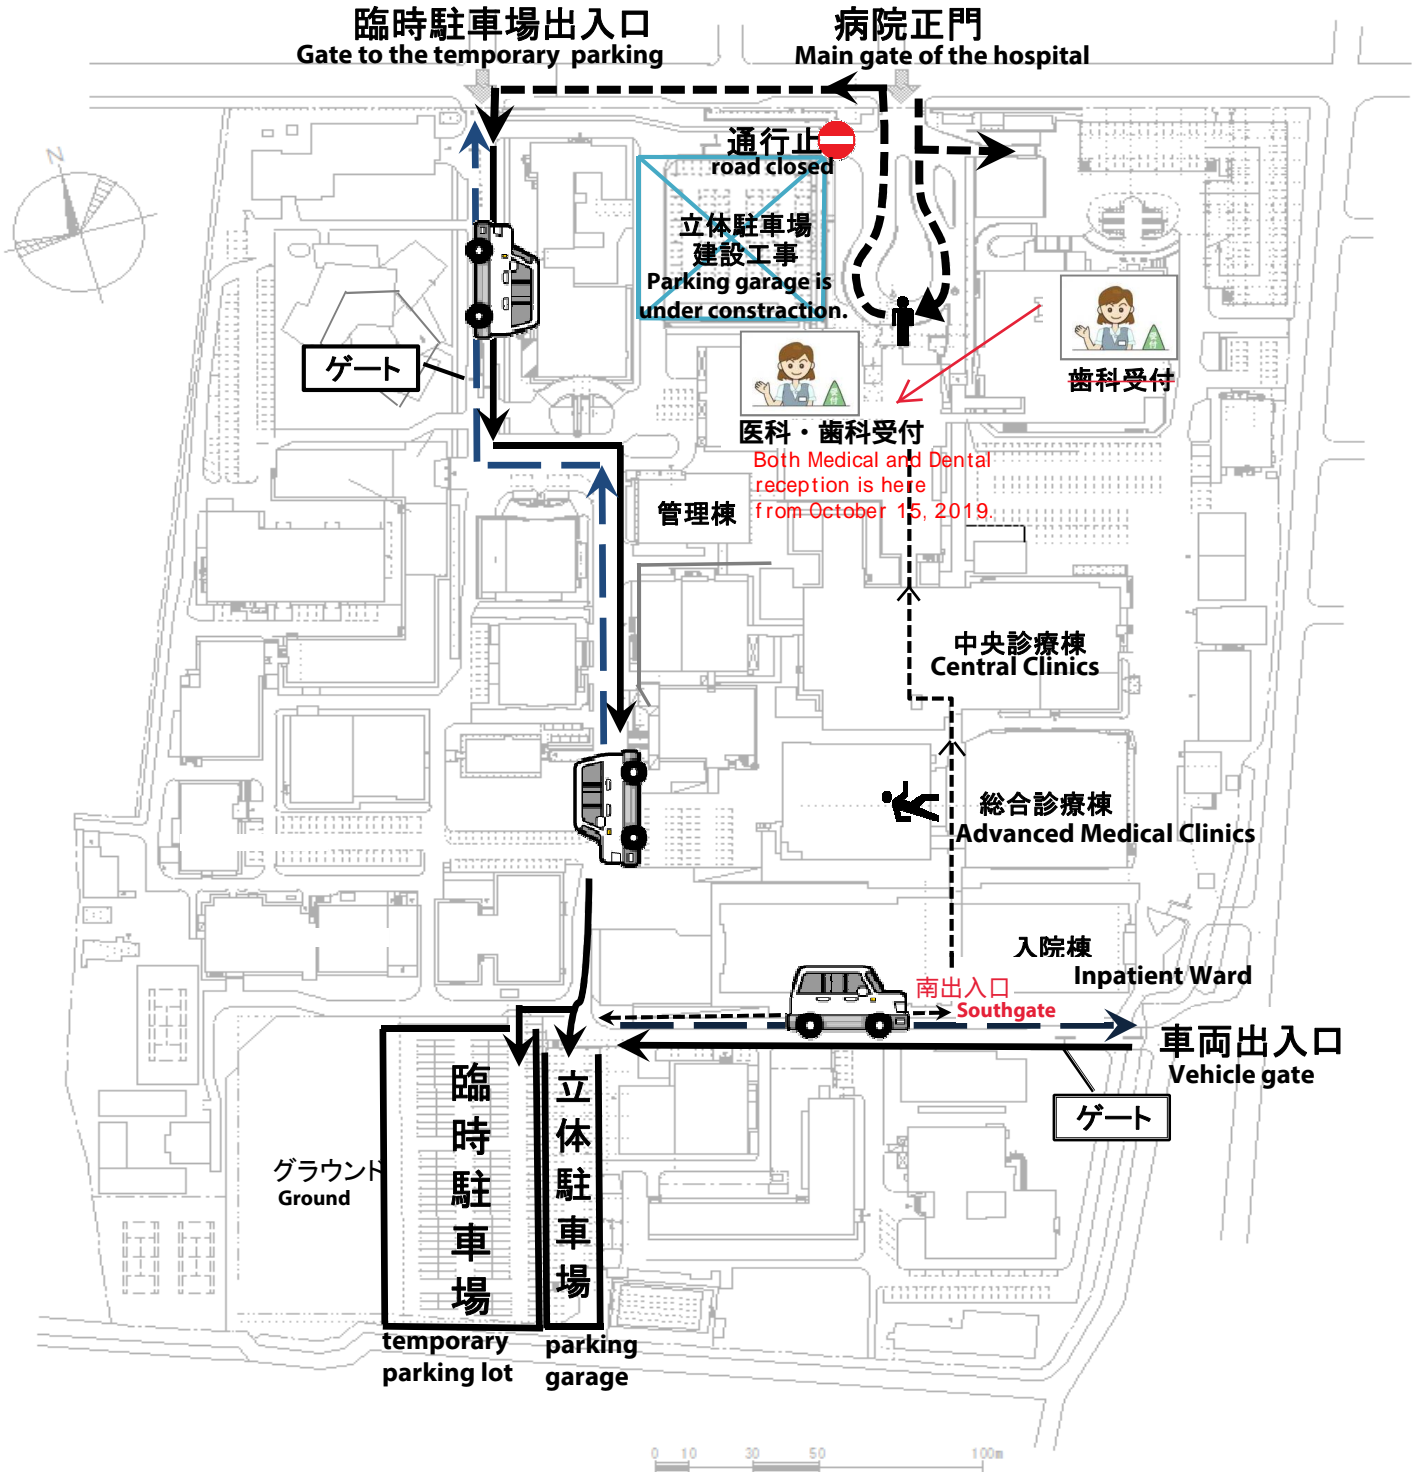 臨時駐車場出入口
Gate to the temporary parking
病院正門
Main gate of the hospital
N
通行止
road closed
立体駐車場
建設工事
Parking garage is
under constraction.
ゲート
歯科受付
医科・歯科受付
Both Medical and Dental
reception is here
from October 15, 2019.
管理棟
中央診療棟
Central Clinics
総合診療棟
Advanced Medical Clinics
入院棟
Inpatient Ward
南出入口
Southgate
車両出入口
Vehicle gate
ゲート
グラウンド
Ground
臨時駐車場
立体駐車場
temporary
parking lot
parking
garage
0 10 30 50 100m